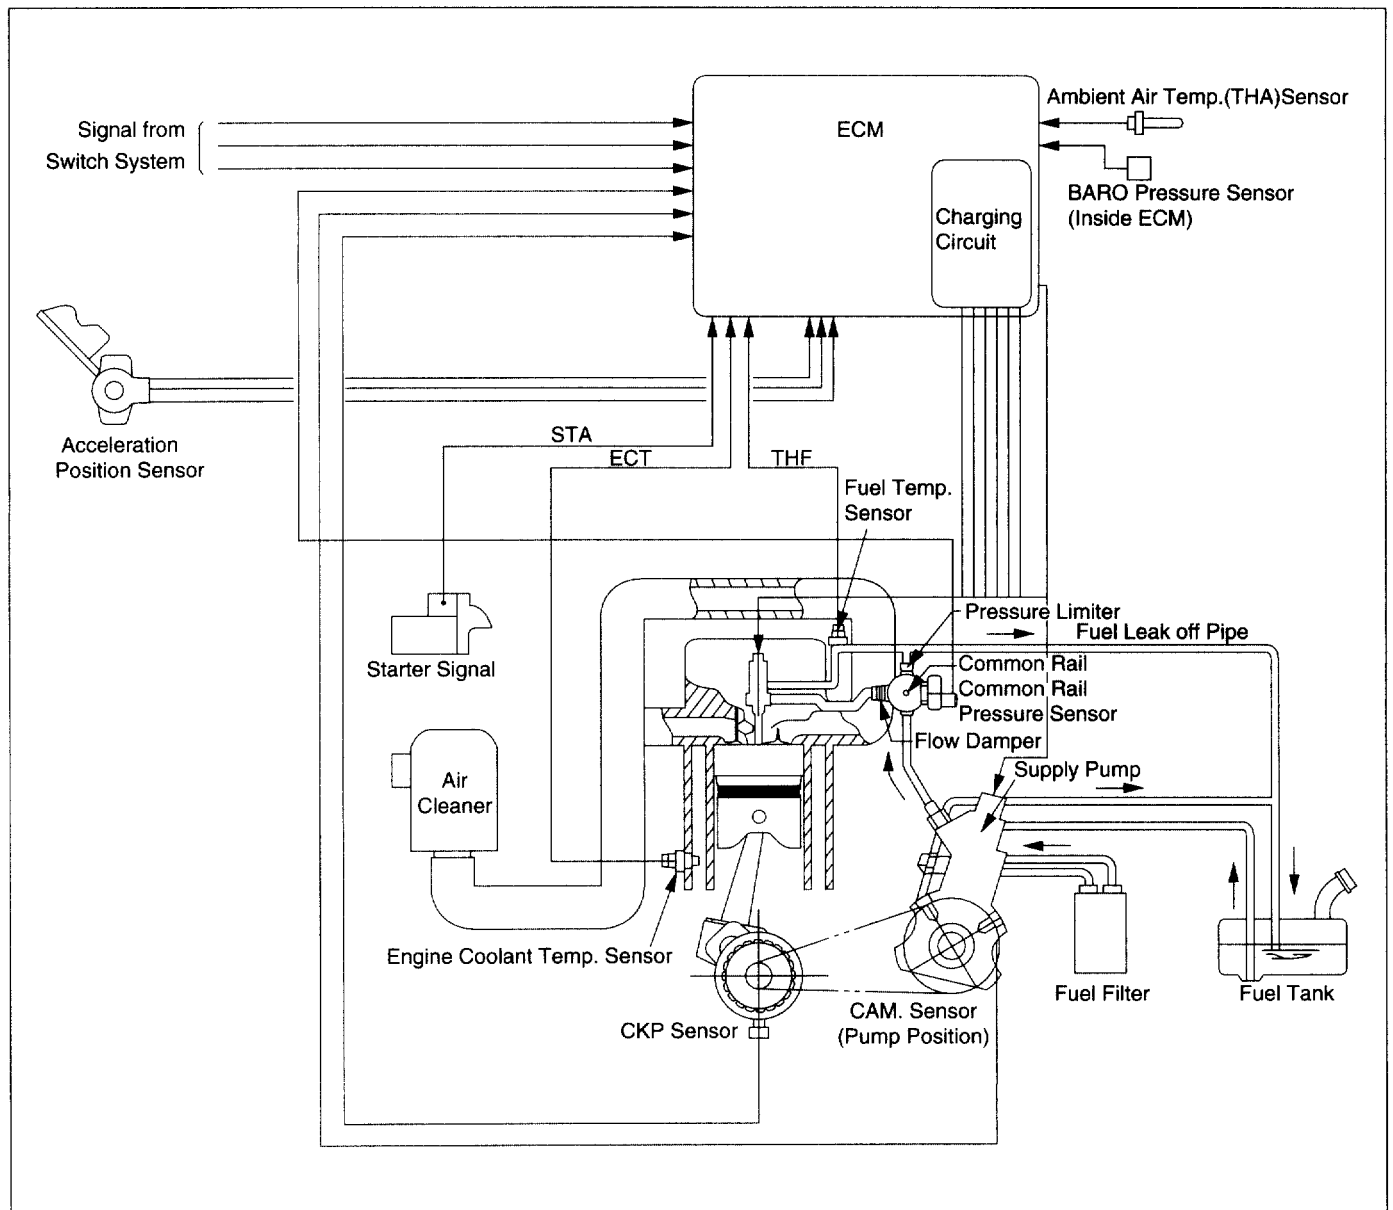 Signal from
Switch System
ECM
Charging
Circuit
Ambient Air Temp.(THA)Sensor
BARO Pressure Sensor
(Inside ECM)
Acceleration
Position Sensor
STA
ECT
THF
Fuel Temp.
Sensor
Starter Signal
Pressure Limiter
Fuel Leak off Pipe
Common Rail
Common Rail
Pressure Sensor
Flow Damper
Supply Pump
Air
Cleaner
Engine Coolant Temp. Sensor
CKP Sensor
CAM. Sensor
(Pump Position)
Fuel Filter
Fuel Tank